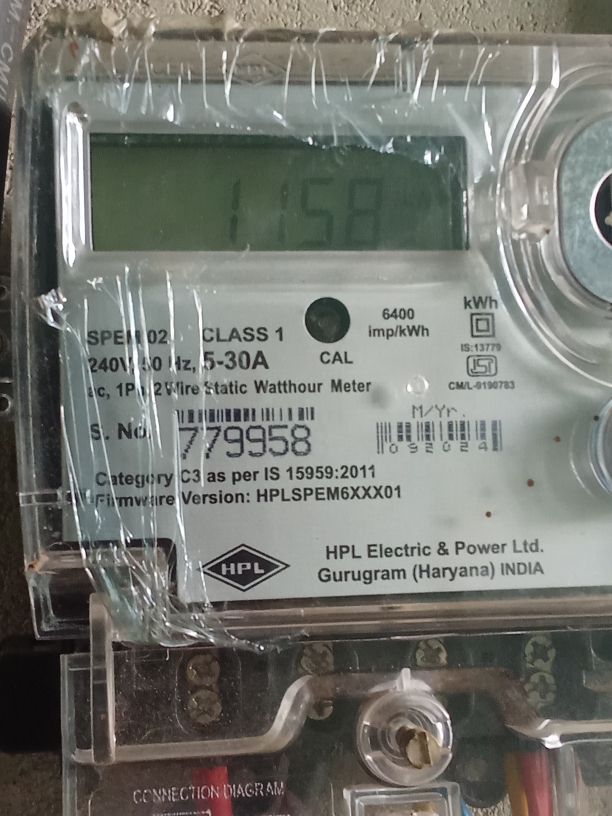 1158
SPEM 02 CLASS 1
6400
imp/kWh
kWh
240V, 50 Hz, 5-30A
CAL
IS:13779
ISI
CM/L-9190783
ac, 1Ph, 2 Wire Static Watthour Meter
M/Yr.
S. No. 779958
092024
Category C3 as per IS 15959:2011
Firmware Version: HPLSPEM6XXX01
HPL
HPL Electric & Power Ltd.
Gurugram (Haryana) INDIA
CONNECTION DIAGRAM